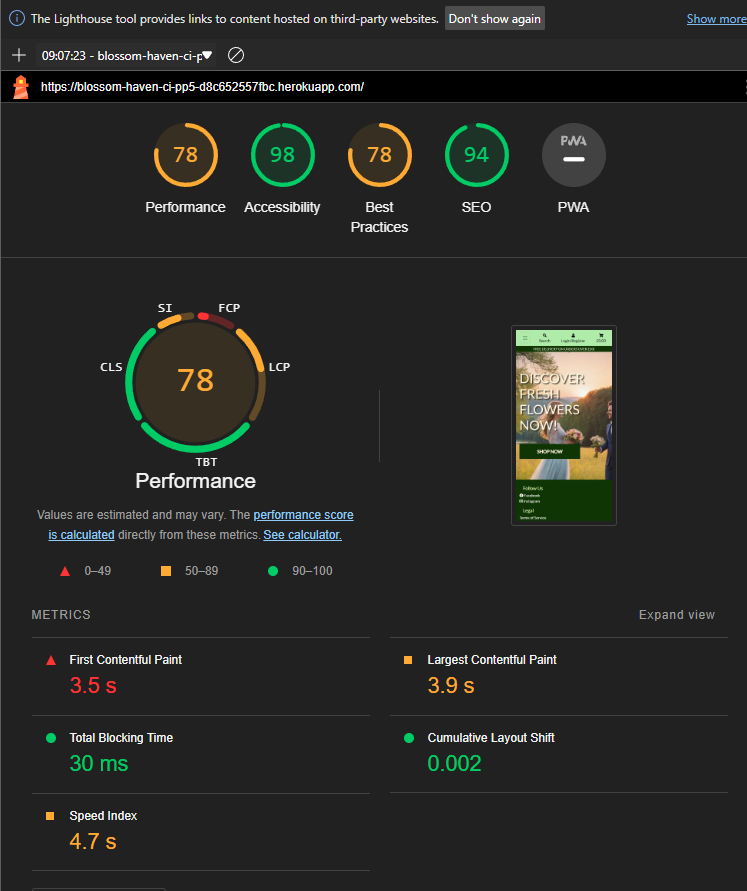 The Lighthouse tool provides links to content hosted on third-party websites. Don't show again Show more
09:07:23 - blossom-haven-ci-p
https://blossom-haven-ci-pp5-d8c652557fbc.herokuapp.com/
78 98 78 94 PWA
Performance Accessibility Best Practices SEO PWA
SI FCP
CLS LCP
78
TBT
Performance
Values are estimated and may vary. The performance score
is calculated directly from these metrics. See calculator.
0–49 50–89 90–100
Search Login/Register
DISCOVER
FRESH
FLOWERS
NOW!
SHOP NOW
Follow Us
Facebook
Instagram
Legal
Terms of Service
METRICS Expand view
First Contentful Paint
3.5 s
Largest Contentful Paint
3.9 s
Total Blocking Time
30 ms
Cumulative Layout Shift
0.002
Speed Index
4.7 s